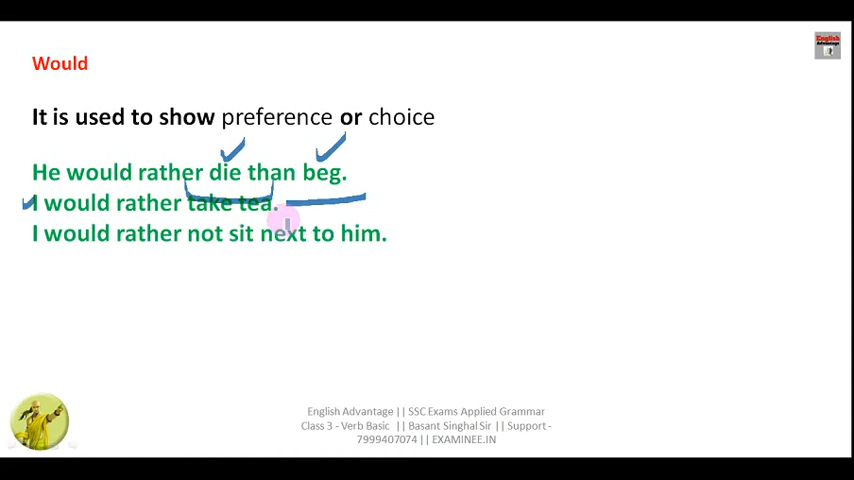 English
Advantage
Would
It is used to show preference or choice
He would rather die than beg.
I would rather take tea.
I would rather not sit next to him.
English Advantage || SSC Exams Applied Grammar
Class 3 - Verb Basic || Basant Singhal Sir || Support -
7999407074 || EXAMINEE.IN